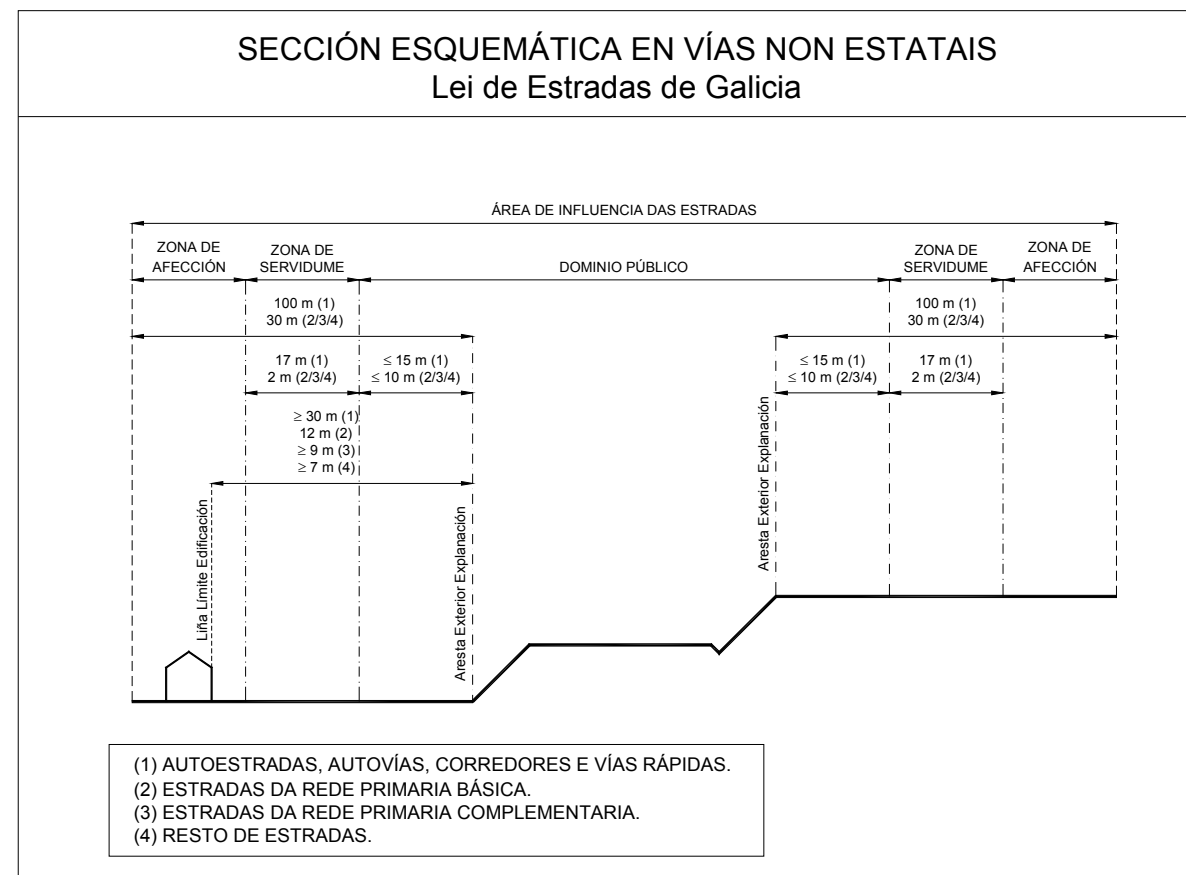 SECCIÓN ESQUEMÁTICA EN VÍAS NON ESTATAIS
Lei de Estradas de Galicia
ÁREA DE INFLUENCIA DAS ESTRADAS
ZONA DE
AFECCIÓN
ZONA DE
SERVIDUME
DOMINIO PÚBLICO
ZONA DE
SERVIDUME
ZONA DE
AFECCIÓN
100 m (1)
30 m (2/3/4)
100 m (1)
30 m (2/3/4)
17 m (1)
2 m (2/3/4)
≤ 15 m (1)
≤ 10 m (2/3/4)
≤ 15 m (1)
≤ 10 m (2/3/4)
17 m (1)
2 m (2/3/4)
≥ 30 m (1)
12 m (2)
≥ 9 m (3)
≥ 7 m (4)
Liña Límite Edificación
Aresta Exterior Explanación
Aresta Exterior Explanación
(1) AUTOESTRADAS, AUTOVÍAS, CORREDORES E VÍAS RÁPIDAS.
(2) ESTRADAS DA REDE PRIMARIA BÁSICA.
(3) ESTRADAS DA REDE PRIMARIA COMPLEMENTARIA.
(4) RESTO DE ESTRADAS.